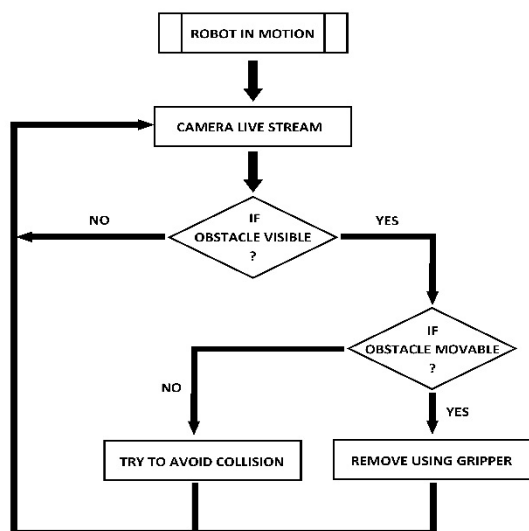 ROBOT IN MOTION
CAMERA LIVE STREAM
NO
IF
OBSTACLE VISIBLE
?
YES
IF
OBSTACLE MOVABLE
?
NO
YES
TRY TO AVOID COLLISION
REMOVE USING GRIPPER